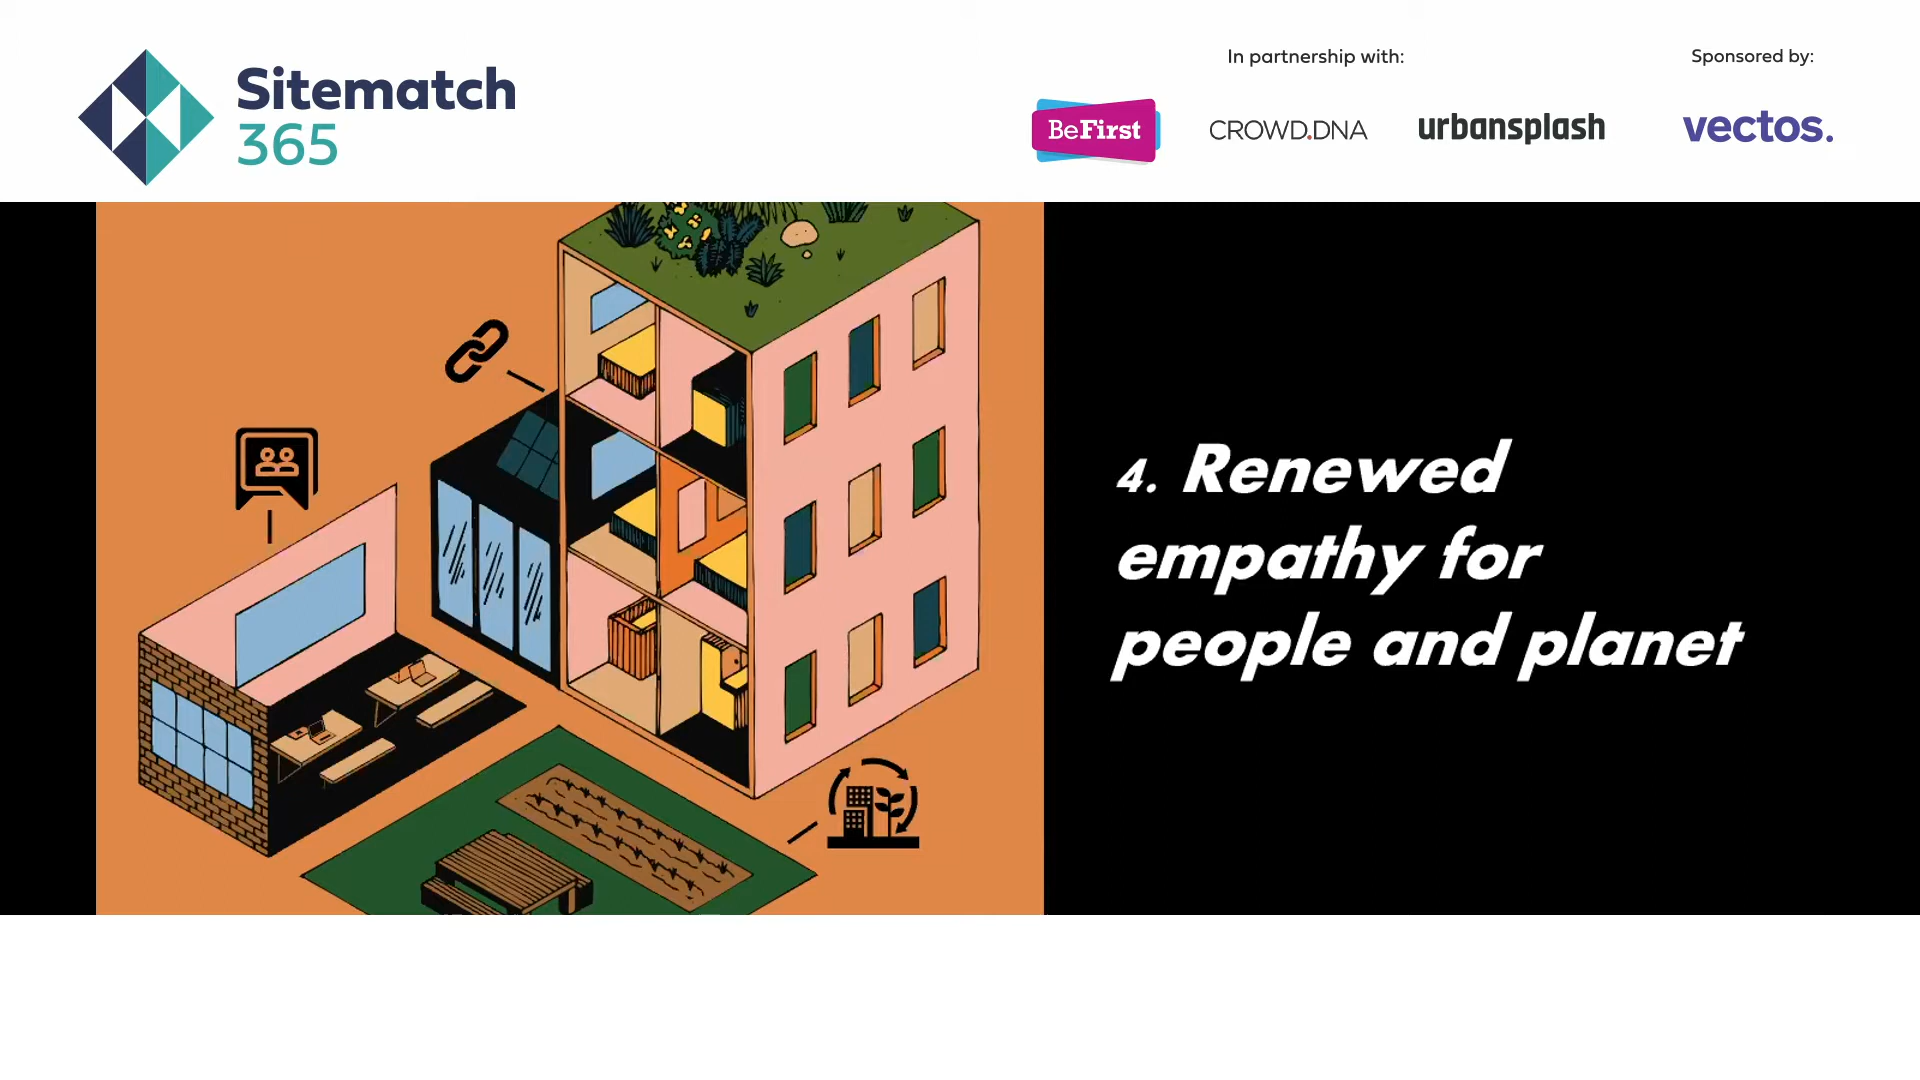 Sitematch
365
In partnership with:
Sponsored by:
BeFirst
CROWD.DNA
urbansplash
vectos.
4. Renewed
empathy for
people and planet